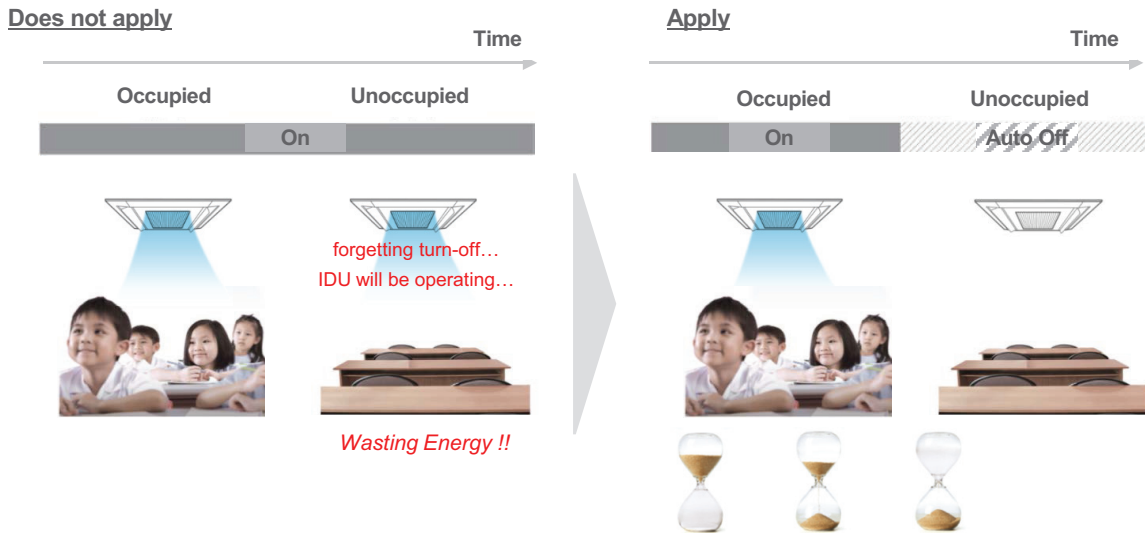 Does not apply
Time
Occupied
Unoccupied
On
forgetting turn-off…
IDU will be operating…
Wasting Energy !!
Apply
Time
Occupied
Unoccupied
On
Auto Off